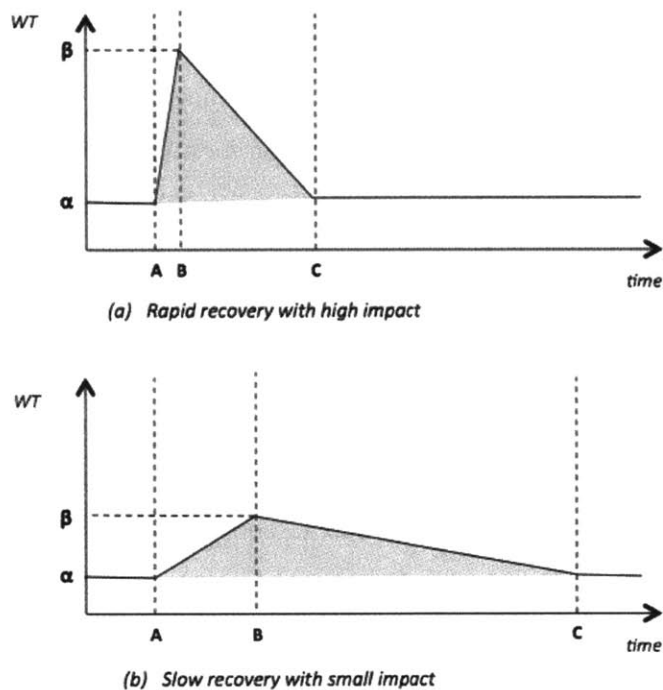 WT
β
α
A B C
time
(a) Rapid recovery with high impact
WT
β
α
A B C
time
(b) Slow recovery with small impact